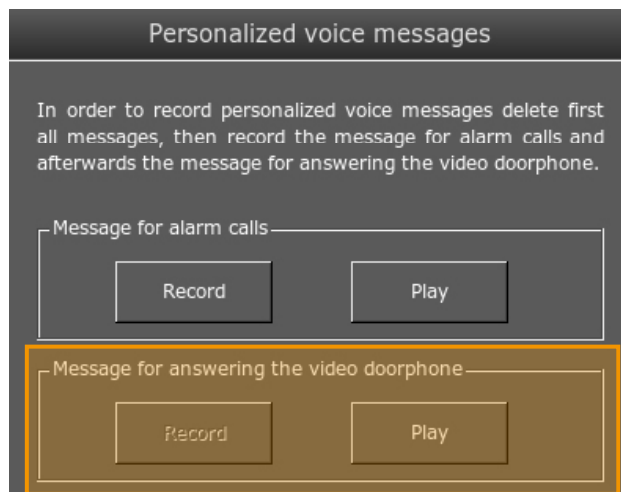 Personalized voice messages
In order to record personalized voice messages delete first
all messages, then record the message for alarm calls and
afterwards the message for answering the video doorphone.
Message for alarm calls
Record Play
Message for answering the video doorphone
Record Play